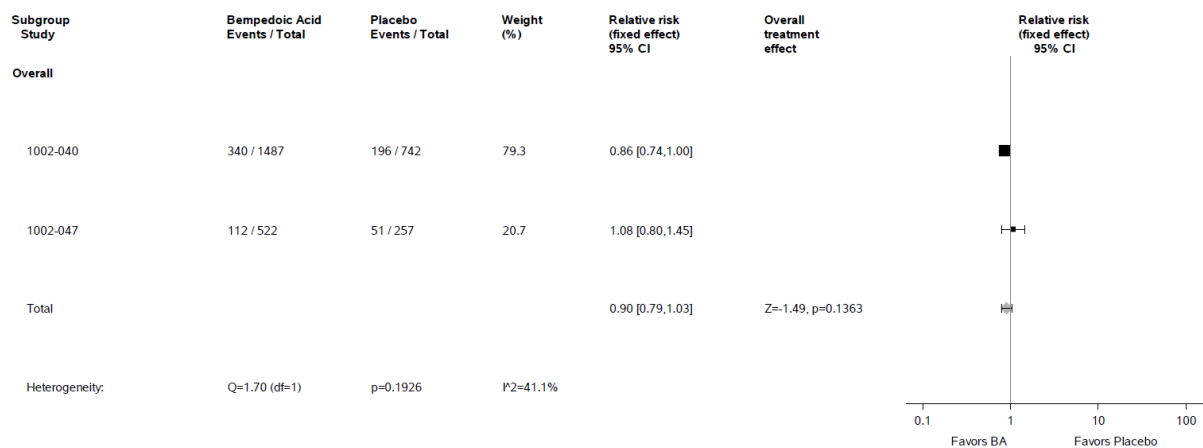 Subgroup Bempedoic Acid Placebo Weight Relative risk Overall Relative risk
Study Events / Total Events / Total (%) (fixed effect) treatment (fixed effect)
95% CI effect 95% CI
Overall
1002-040 340 / 1487 196 / 742 79.3 0.86 [0.74,1.00]
1002-047 112 / 522 51 / 257 20.7 1.08 [0.80,1.45]
Total 0.90 [0.79,1.03] Z=-1.49, p=0.1363
Heterogeneity: Q=1.70 (df=1) p=0.1926 I^2=41.1%
0.1 1 10 100
Favors BA Favors Placebo